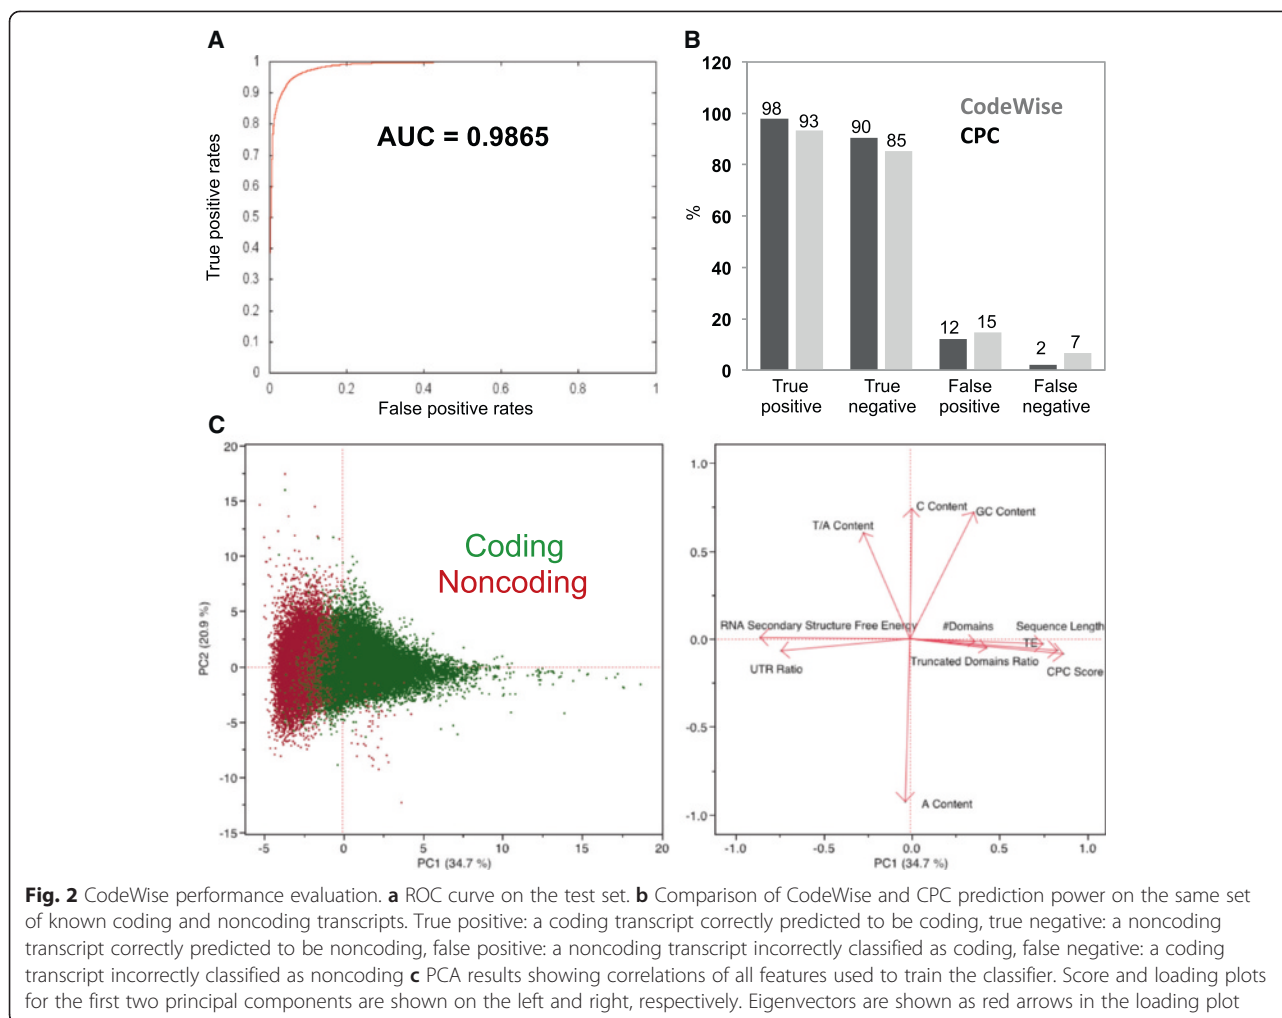 A
1
0.9
0.8
0.7
0.6
0.5
0.4
0.3
0.2
0.1
0
0
0.2
0.4
0.6
0.8
1
True positive rates
False positive rates
AUC = 0.9865
B
120
100
80
60
40
20
0
%
CodeWise
CPC
98
93
90
85
12
15
2
7
True positive
True negative
False positive
False negative
C
20
15
10
5
0
-5
-10
-15
PC2 (20.9 %)
-5
0
5
10
15
20
PC1 (34.7 %)
Coding
Noncoding
1.0
0.5
0.0
-0.5
-1.0
-1.0
-0.5
0.0
0.5
1.0
PC1 (34.7 %)
C Content
GC Content
T/A Content
RNA Secondary Structure Free Energy
#Domains
Sequence Length
TE
UTR Ratio
Truncated Domains Ratio
CPC Score
A Content
Fig. 2 CodeWise performance evaluation. a ROC curve on the test set. b Comparison of CodeWise and CPC prediction power on the same set
of known coding and noncoding transcripts. True positive: a coding transcript correctly predicted to be coding, true negative: a noncoding
transcript correctly predicted to be noncoding, false positive: a noncoding transcript incorrectly classified as coding, false negative: a coding
transcript incorrectly classified as noncoding c PCA results showing correlations of all features used to train the classifier. Score and loading plots
for the first two principal components are shown on the left and right, respectively. Eigenvectors are shown as red arrows in the loading plot